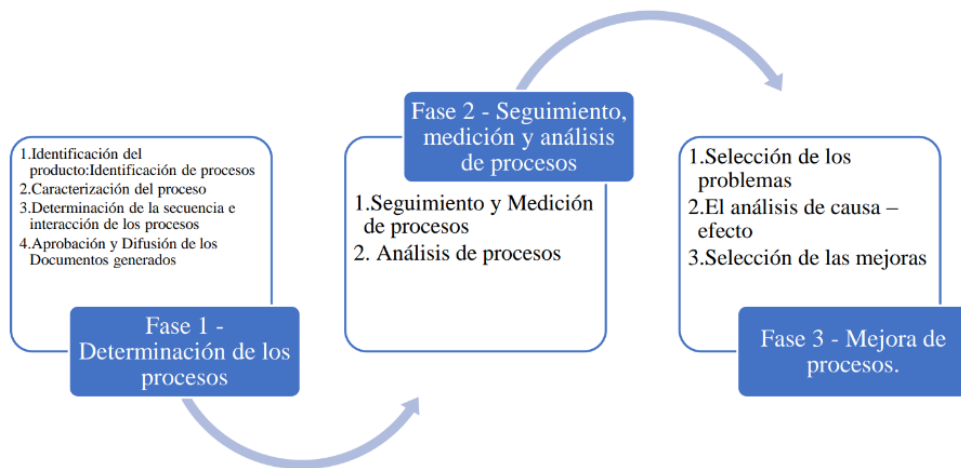 1.Identificación del
producto:Identificación de procesos
2.Caracterización del proceso
3.Determinación de la secuencia e
interacción de los procesos
4.Aprobación y Difusión de los
Documentos generados
Fase 1 -
Determinación de los
procesos
Fase 2 - Seguimiento,
medición y análisis
de procesos
1.Seguimiento y Medición
de procesos
2. Análisis de procesos
1.Selección de los
problemas
2.El análisis de causa –
efecto
3.Selección de las mejoras
Fase 3 - Mejora de
procesos.